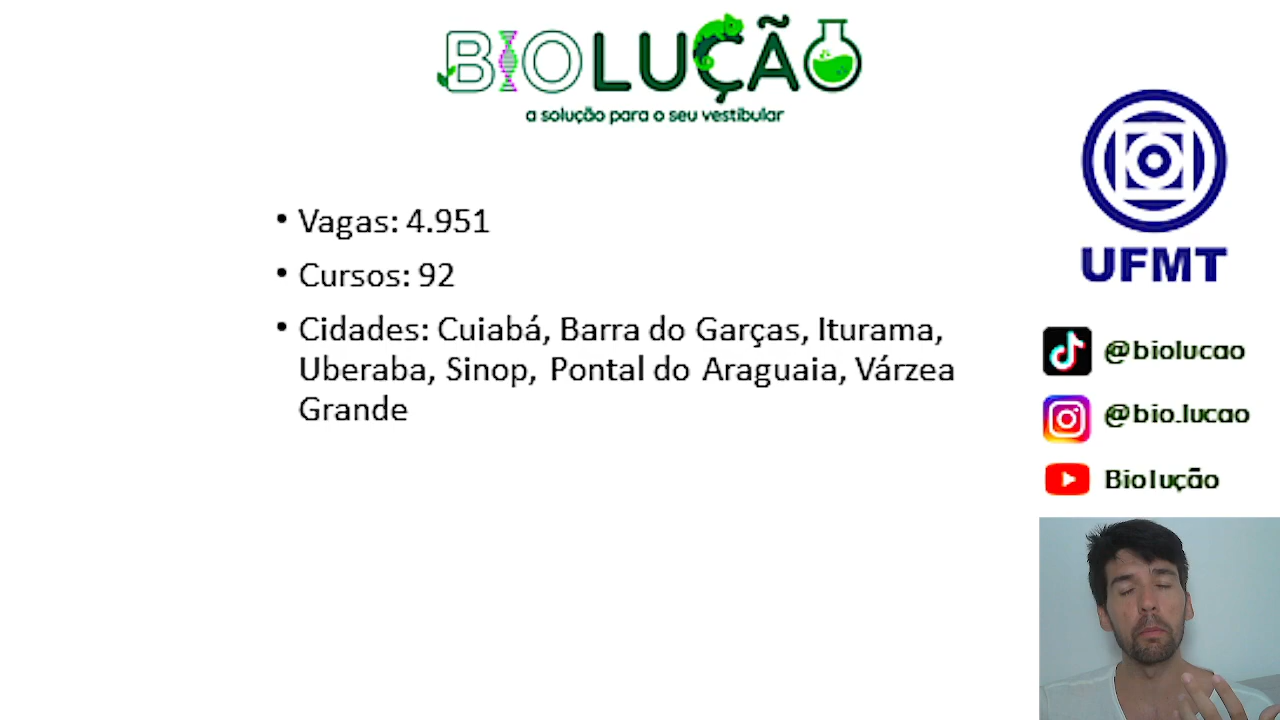 BIOLUÇÃO
a solução para o seu vestibular
• Vagas: 4.951
• Cursos: 92
• Cidades: Cuiabá, Barra do Garças, Iturama,
Uberaba, Sinop, Pontal do Araguaia, Várzea
Grande
UFMT
@biolucao
@bio.lucao
Biolução